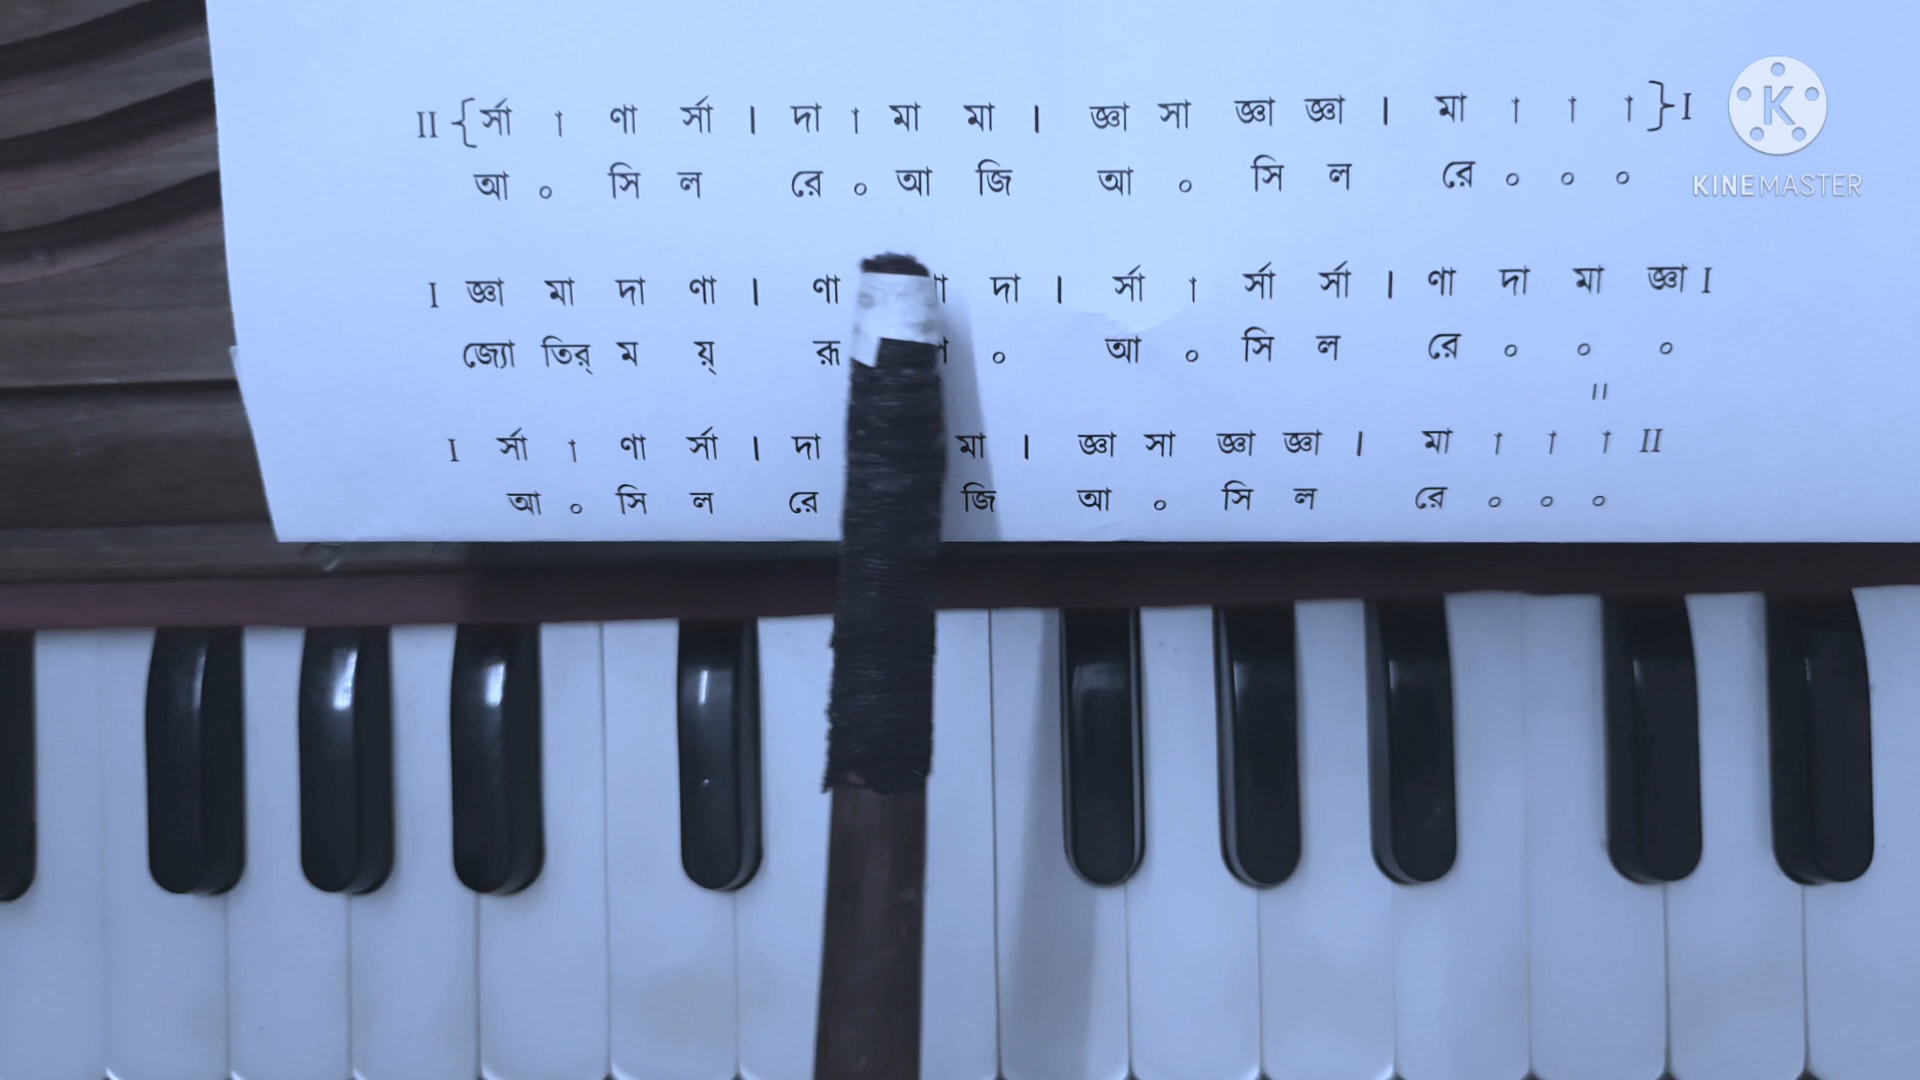 II {র্সা া ণা র্সা । দা া মা মা । জ্ঞা সা জ্ঞা জ্ঞা । মা া া া } I
আ ০ সি ল রে ০ আ জি আ ০ সি ল রে ০ ০ ০
I জ্ঞা মা দা ণা । ণা দা । র্সা া র্সা র্সা । ণা দা মা জ্ঞা I
জ্যো তির্ ম য়্ রূ ০ আ ০ সি ল রে ০ ০ ০
II
I র্সা া ণা র্সা । দা মা । জ্ঞা সা জ্ঞা জ্ঞা । মা া া া II
আ ০ সি ল রে জি আ ০ সি ল রে ০ ০ ০
K
KINEMASTER